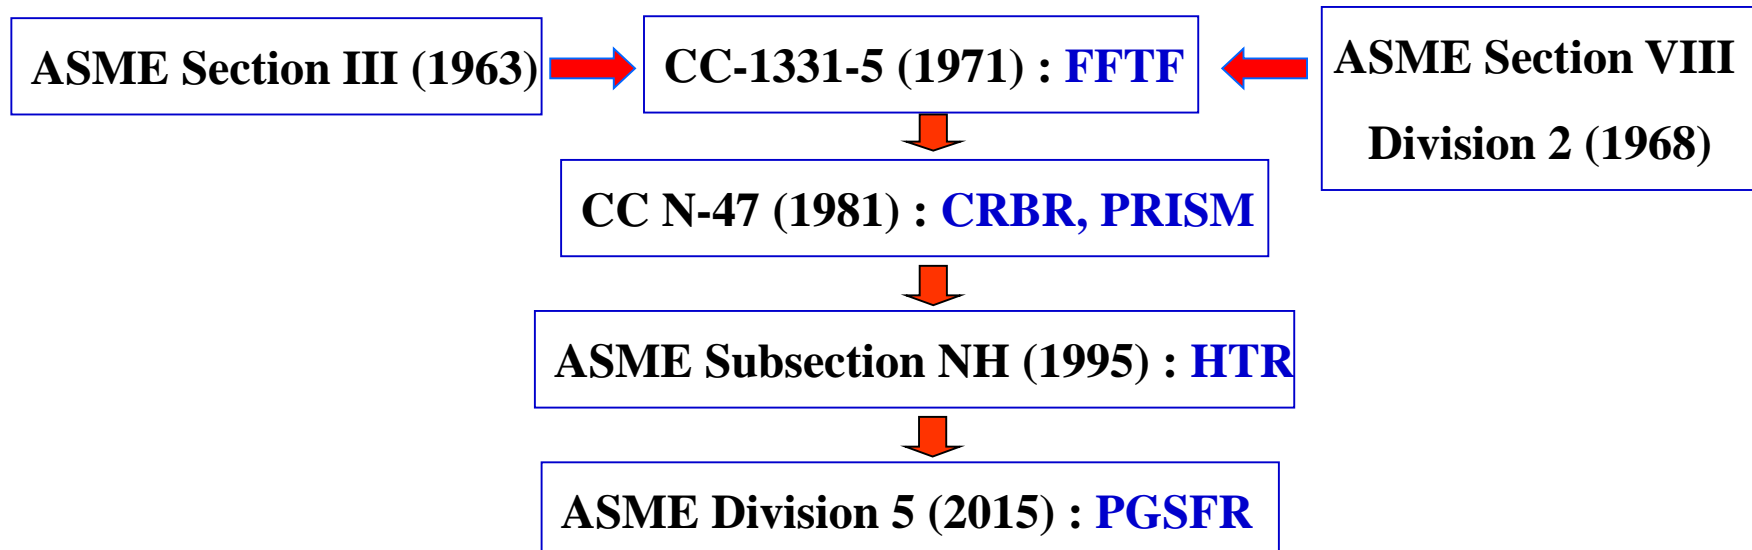 ASME Section III (1963)
CC-1331-5 (1971) : FFTF
ASME Section VIII
Division 2 (1968)
CC N-47 (1981) : CRBR, PRISM
ASME Subsection NH (1995) : HTR
ASME Division 5 (2015) : PGSFR